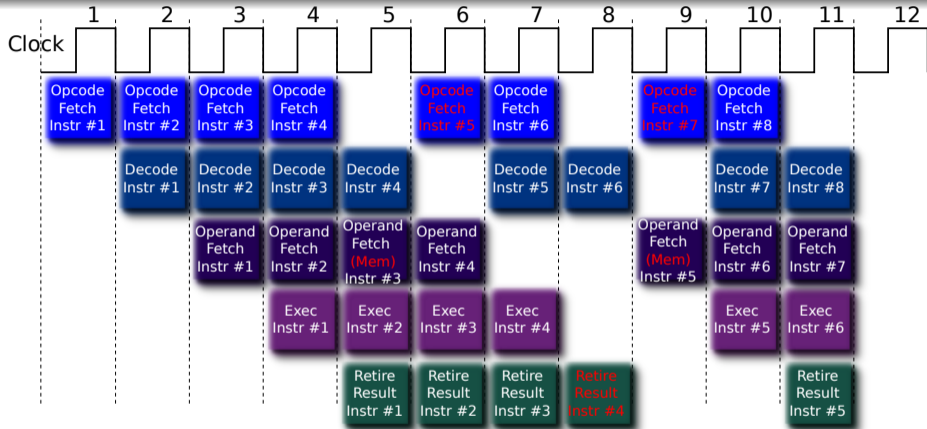 1 2 3 4 5 6 7 8 9 10 11 12
Clock
Opcode
Fetch
Instr #1
Opcode
Fetch
Instr #2
Opcode
Fetch
Instr #3
Opcode
Fetch
Instr #4
Opcode
Fetch
Instr #5
Opcode
Fetch
Instr #6
Opcode
Fetch
Instr #7
Opcode
Fetch
Instr #8
Decode
Instr #1
Decode
Instr #2
Decode
Instr #3
Decode
Instr #4
Decode
Instr #5
Decode
Instr #6
Decode
Instr #7
Decode
Instr #8
Operand
Fetch
Instr #1
Operand
Fetch
Instr #2
Operand
Fetch
(Mem)
Instr #3
Operand
Fetch
Instr #4
Operand
Fetch
(Mem)
Instr #5
Operand
Fetch
Instr #6
Operand
Fetch
Instr #7
Exec
Instr #1
Exec
Instr #2
Exec
Instr #3
Exec
Instr #4
Exec
Instr #5
Exec
Instr #6
Retire
Result
Instr #1
Retire
Result
Instr #2
Retire
Result
Instr #3
Retire
Result
Instr #4
Retire
Result
Instr #5